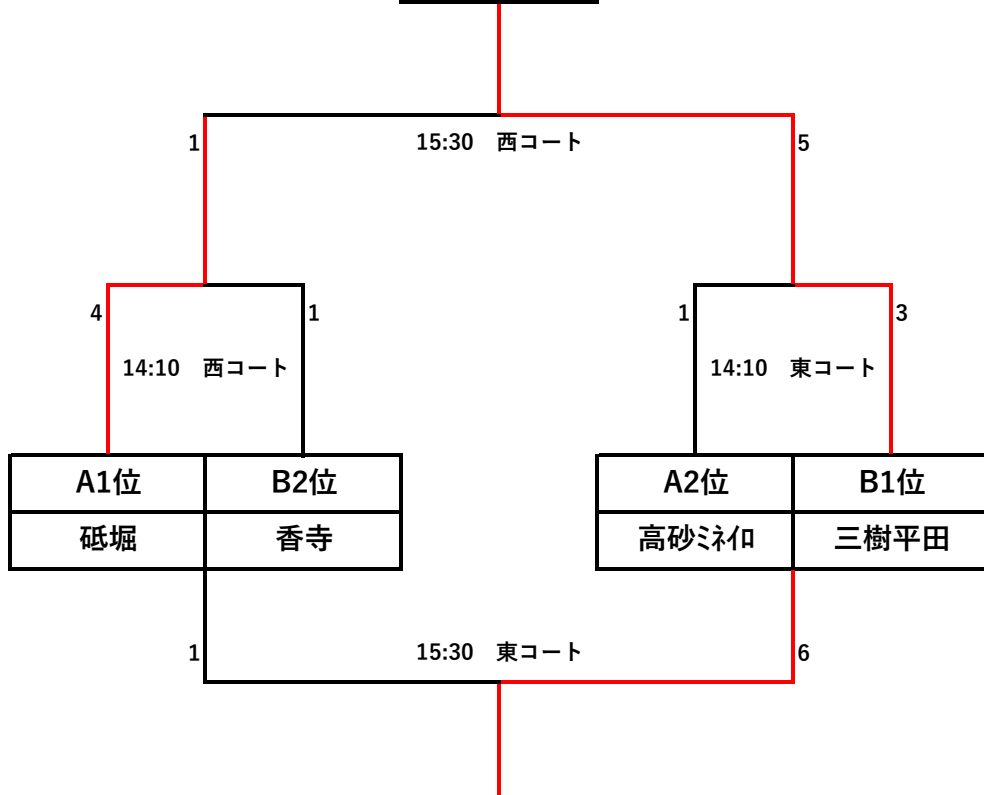 1 15:30 西コート 5
4 1 1 3
14:10 西コート 14:10 東コート
A1位 B2位 A2位 B1位
砥堀 香寺 高砂ﾐﾈｲﾛ 三樹平田
1 15:30 東コート 6